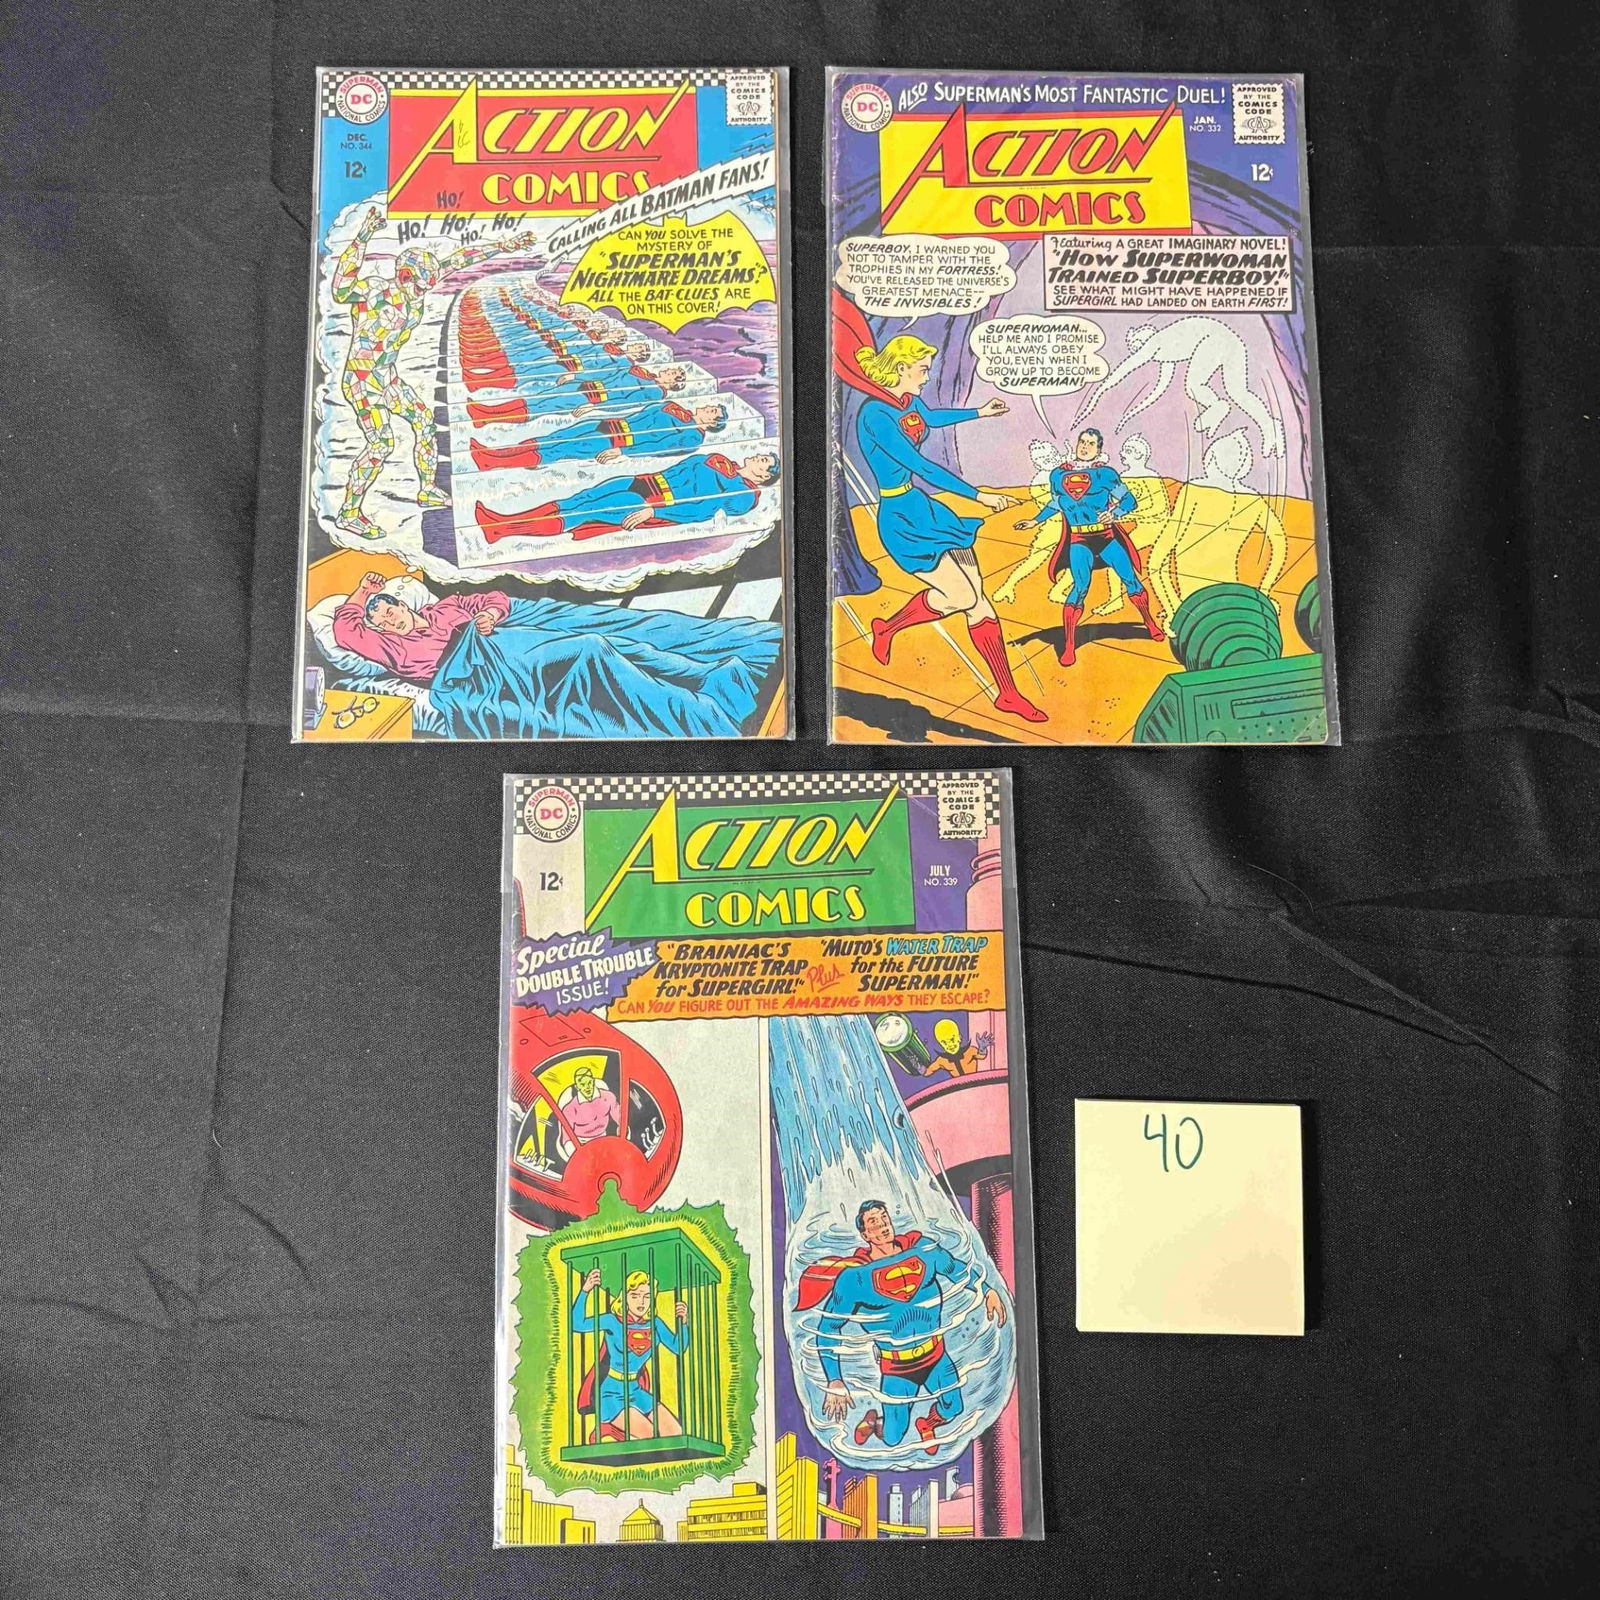 SUPERMAN
DC
NATIONAL COMICS
APPROVED
BY THE
COMICS
CODE
AUTHORITY
DEC.
NO. 344
12¢
ACTION
COMICS
CALLING ALL BATMAN FANS!
HO!
HO! HO! HO!
HO!
CAN YOU SOLVE THE
MYSTERY OF
"SUPERMAN'S
NIGHTMARE DREAMS"?
ALL THE BAT-CLUES ARE
ON THIS COVER!
SUPERMAN
DC
NATIONAL COMICS
ALSO SUPERMAN'S MOST FANTASTIC DUEL!
APPROVED
BY THE
COMICS
CODE
AUTHORITY
JAN.
NO. 332
12¢
ACTION
COMICS
Featuring A GREAT IMAGINARY NOVEL!
"HOW SUPERWOMAN
TRAINED SUPERBOY!"
SEE WHAT MIGHT HAVE HAPPENED IF
SUPERGIRL HAD LANDED ON EARTH FIRST!
SUPERBOY, I WARNED YOU
NOT TO TAMPER WITH THE
TROPHIES IN MY FORTRESS!
YOU'VE RELEASED THE UNIVERSE'S
GREATEST MENACE--
THE INVISIBLES!
SUPERWOMAN...
HELP ME AND I PROMISE
I'LL ALWAYS OBEY
YOU, EVEN WHEN I
GROW UP TO BECOME
SUPERMAN!
SUPERMAN
DC
NATIONAL COMICS
APPROVED
BY THE
COMICS
CODE
AUTHORITY
12¢
ACTION
COMICS
JULY
NO. 339
Special
DOUBLE TROUBLE
ISSUE!
"BRAINIAC'S
KRYPTONITE TRAP
for SUPERGIRL!"
Plus
"MUTO'S WATER TRAP
for the FUTURE
SUPERMAN!"
CAN YOU FIGURE OUT THE AMAZING WAYS THEY ESCAPE?
40